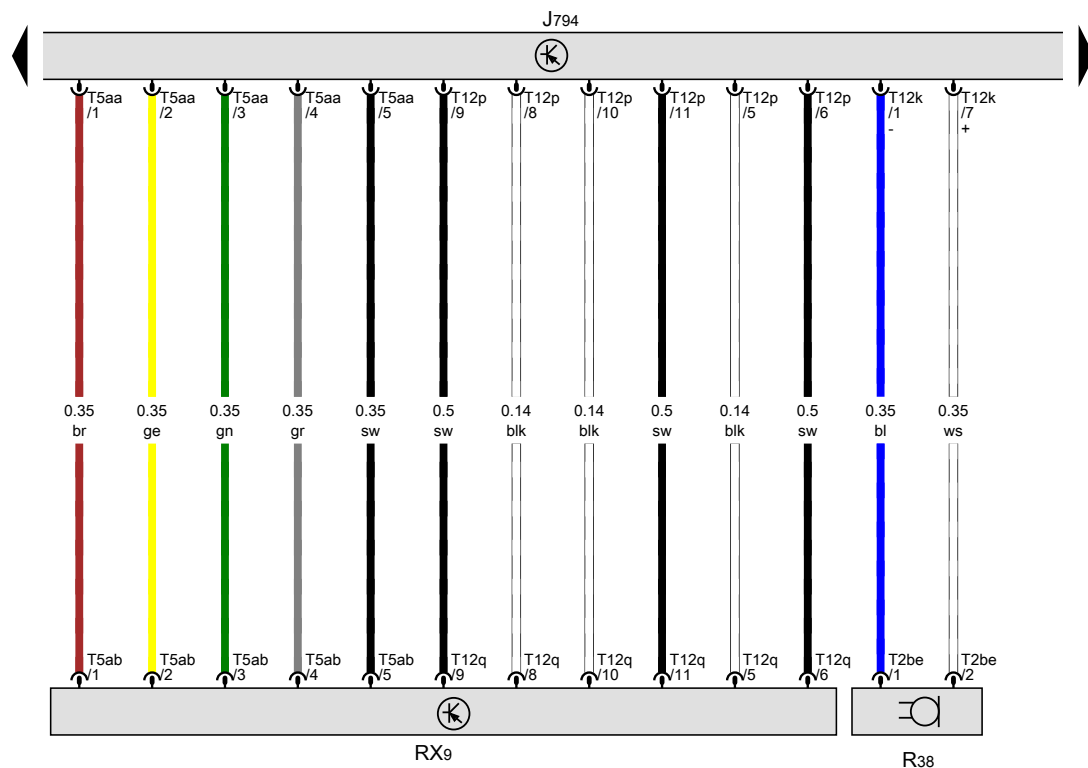 J794
T5aa T5aa T5aa T5aa T5aa T12p T12p T12p T12p T12p T12p T12k T12k
/1 /2 /3 /4 /5 /9 /8 /10 /11 /5 /6 /1 /7
- +
0.35 0.35 0.35 0.35 0.35 0.5 0.14 0.14 0.5 0.14 0.5 0.35 0.35
br ge gn gr sw sw blk blk sw blk sw bl ws
T5ab T5ab T5ab T5ab T5ab T12q T12q T12q T12q T12q T12q T2be T2be
/1 /2 /3 /4 /5 /9 /8 /10 /11 /5 /6 /1 /2
RX9
R38